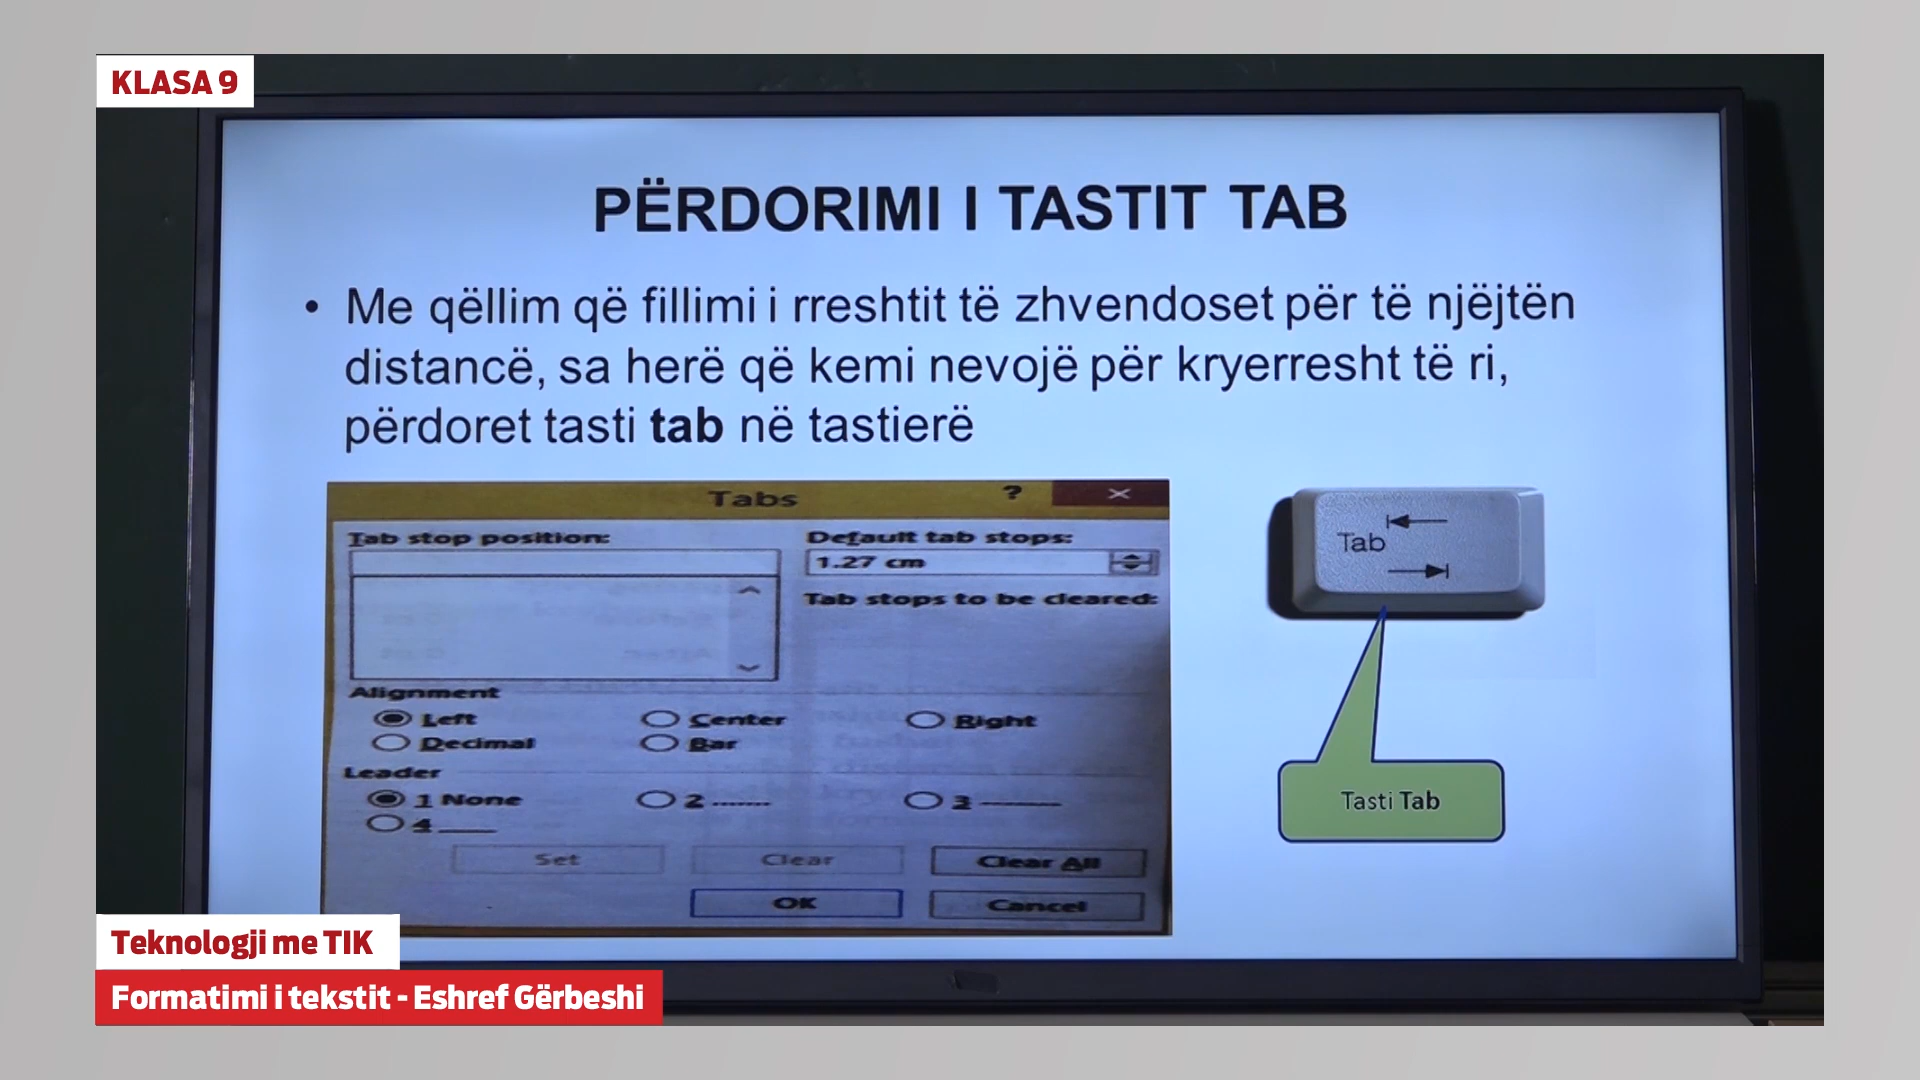 KLASA 9
PËRDORIMI I TASTIT TAB
• Me qëllim që fillimi i rreshtit të zhvendoset për të njëjtën
distancë, sa herë që kemi nevojë për kryerresht të ri,
përdoret tasti tab në tastierë
Tabs ? ×
Tab stop position: Default tab stops:
1.27 cm
Tab stops to be cleared:
Alignment
Left Center Right
Decimal Bar
Leader
1 None 2 ....... 3 -------
4 ____
Set Clear Clear All
OK Cancel
Tab
Tasti Tab
Teknologji me TIK
Formatimi i tekstit - Eshref Gërbeshi